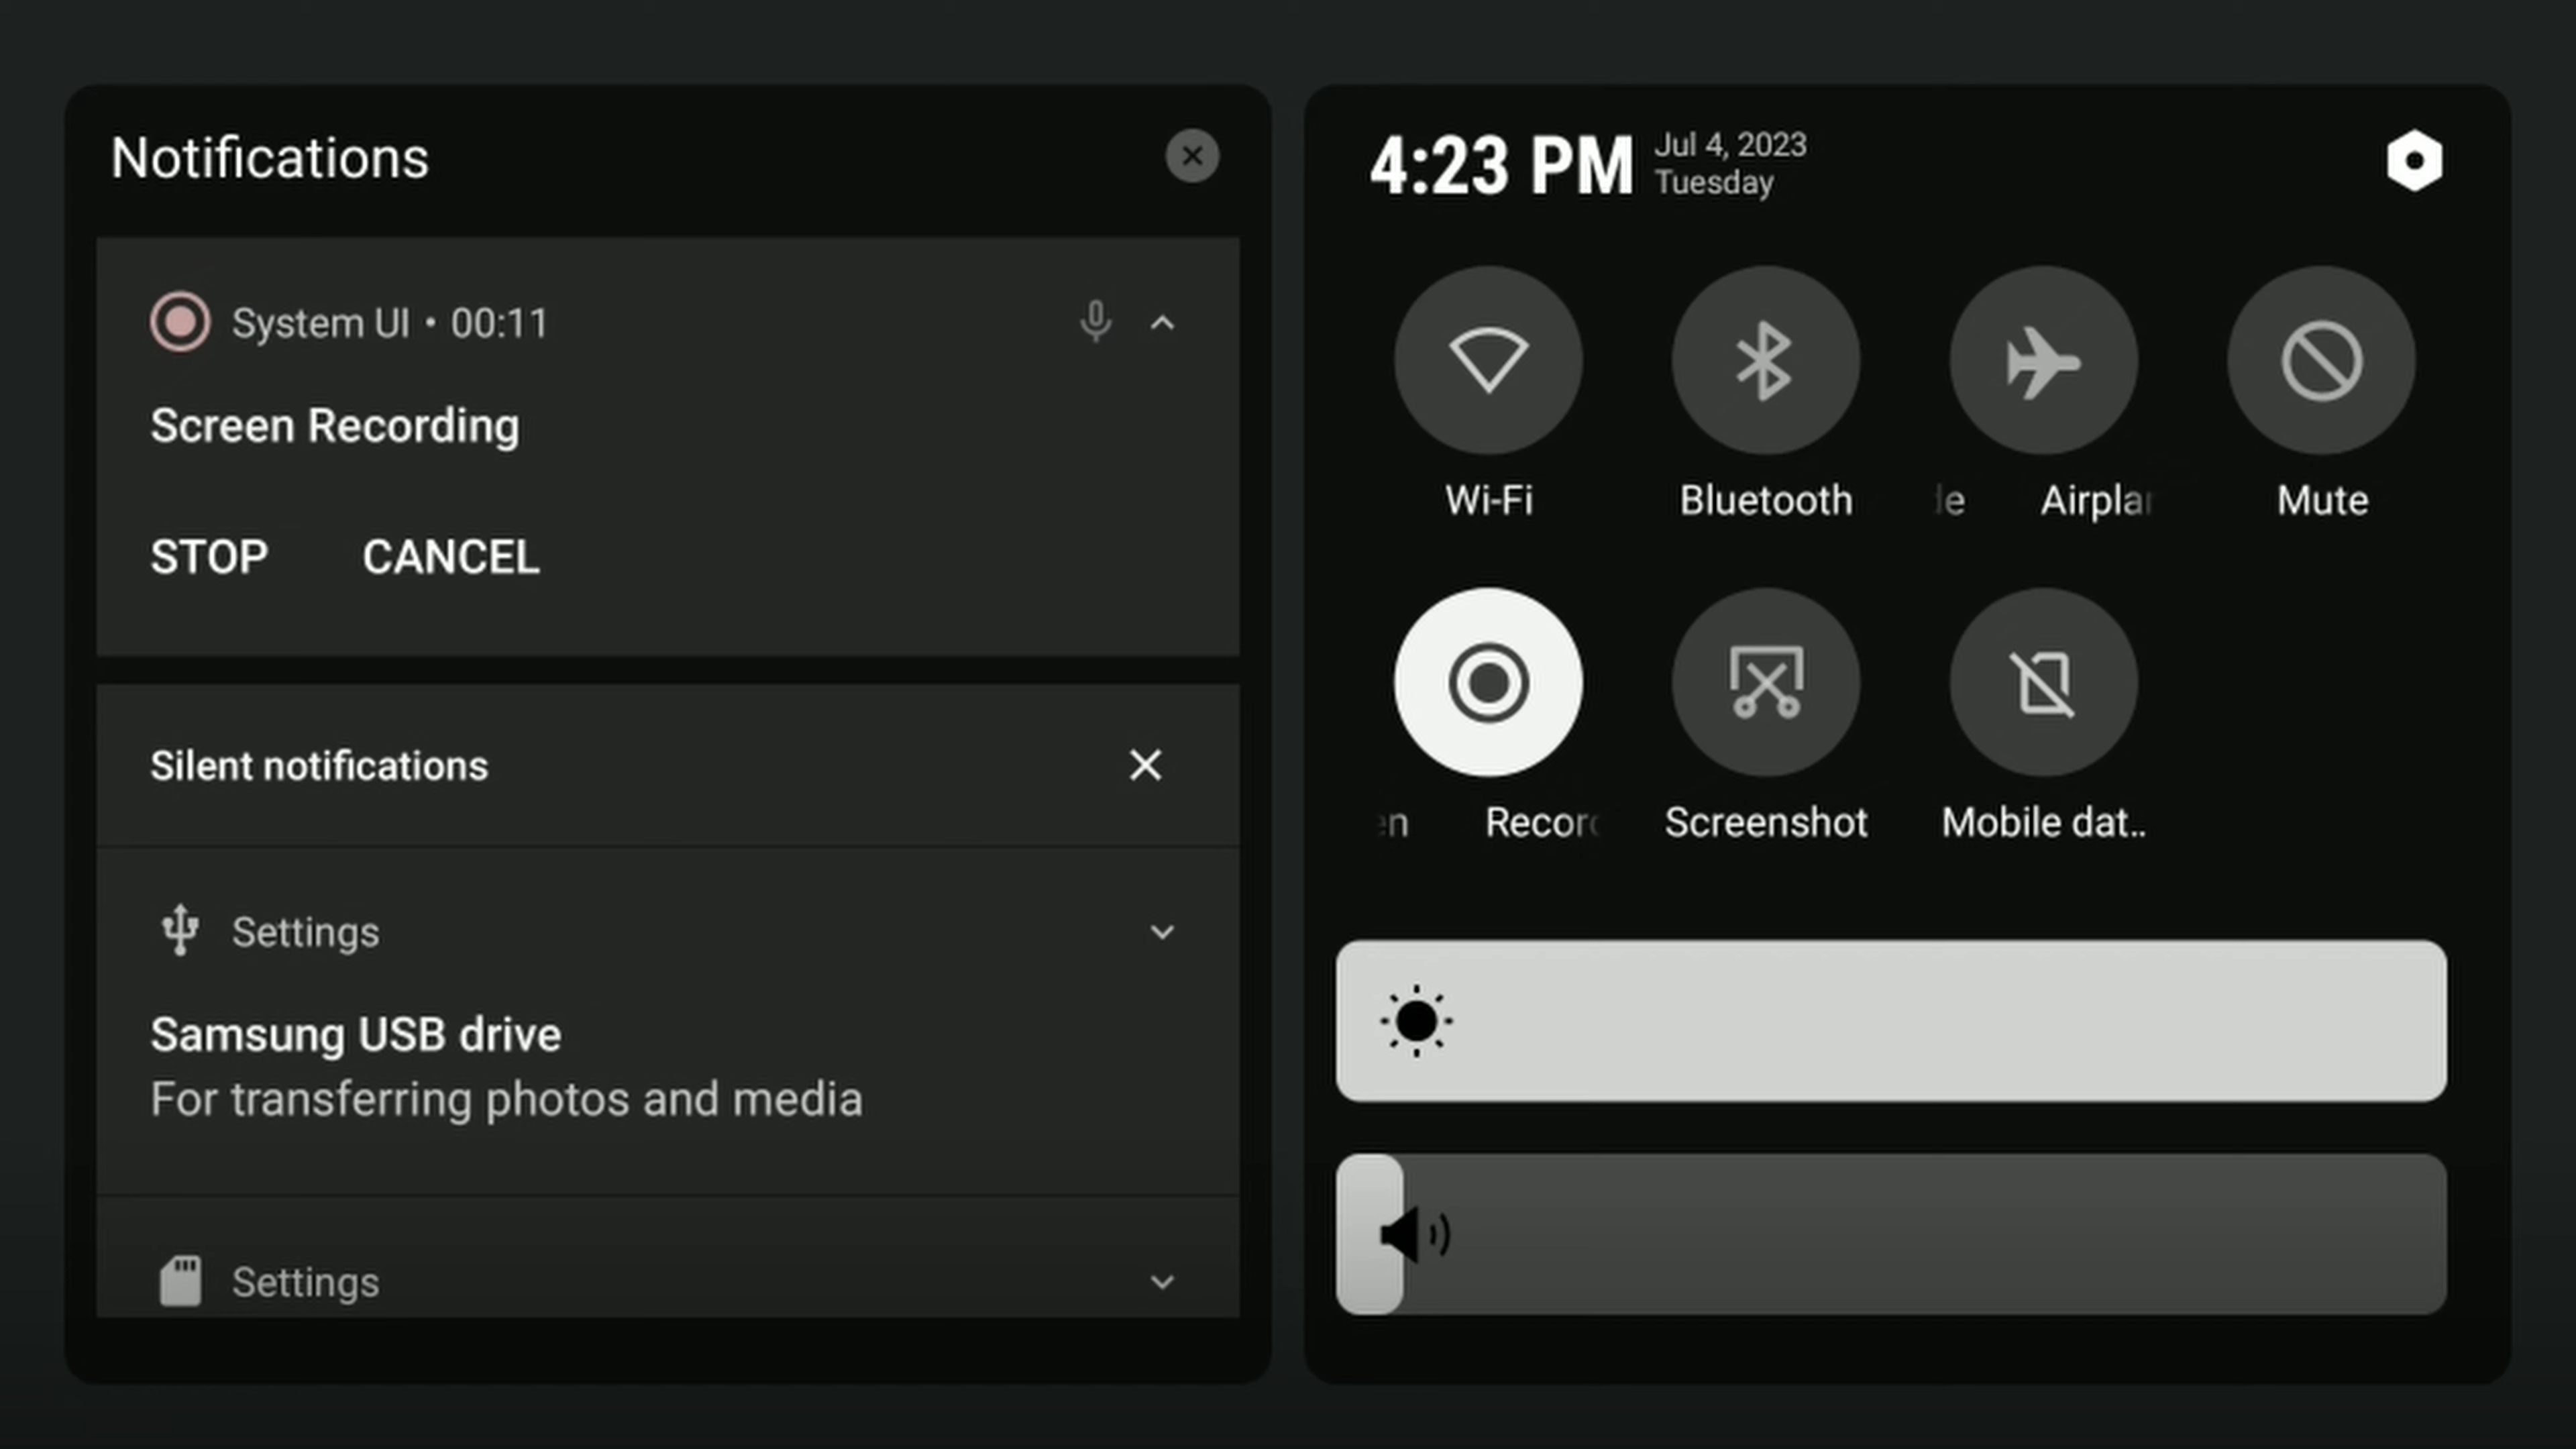 Notifications
System UI • 00:11
Screen Recording
STOP CANCEL
Silent notifications
Settings
Samsung USB drive
For transferring photos and media
Settings
4:23 PM
Jul 4, 2023
Tuesday
Wi-Fi
Bluetooth
Mute
Screenshot
Mobile dat..